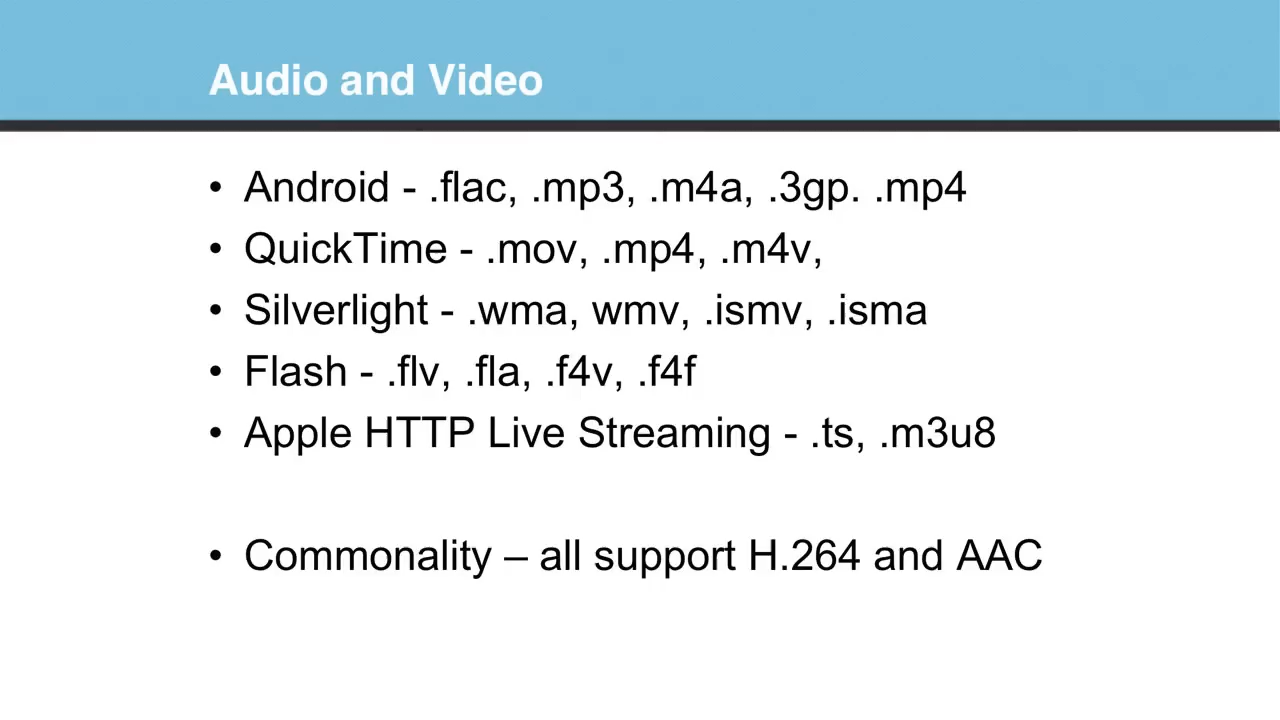 Audio and Video
• Android - .flac, .mp3, .m4a, .3gp. .mp4
• QuickTime - .mov, .mp4, .m4v,
• Silverlight - .wma, wmv, .ismv, .isma
• Flash - .flv, .fla, .f4v, .f4f
• Apple HTTP Live Streaming - .ts, .m3u8
• Commonality – all support H.264 and AAC